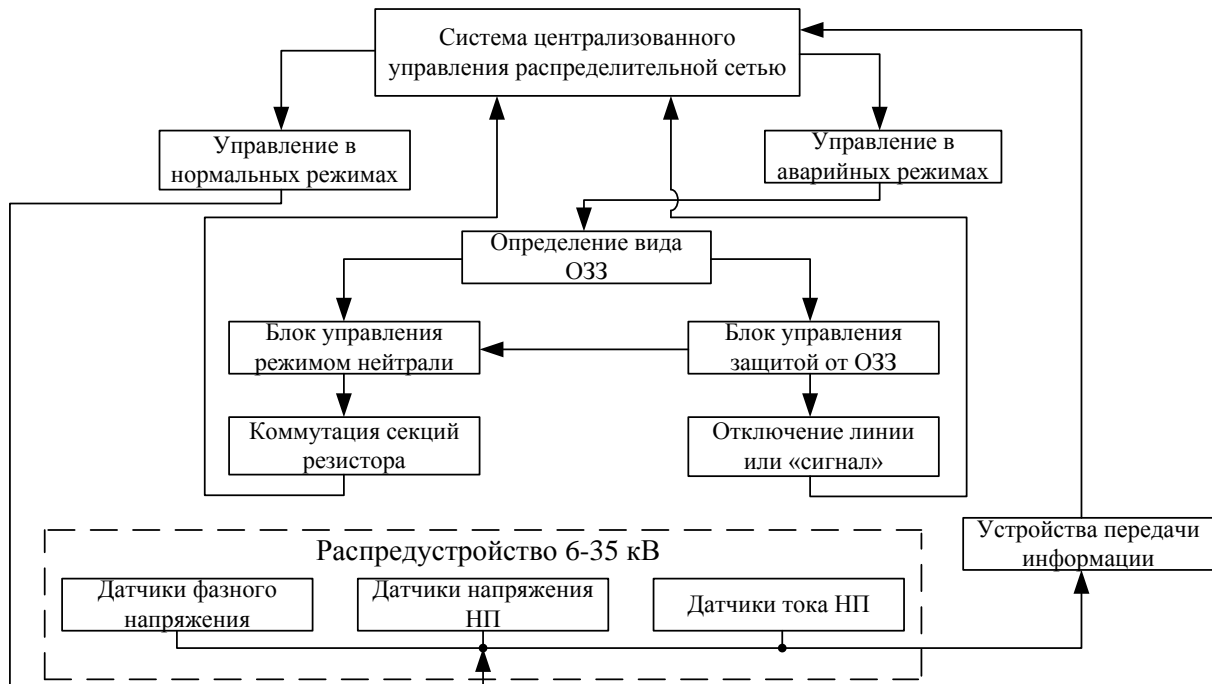 Система централизованного
управления распределительной сетью
Управление в
нормальных режимах
Управление в
аварийных режимах
Определение вида
ОЗЗ
Блок управления
режимом нейтрали
Блок управления
защитой от ОЗЗ
Коммутация секций
резистора
Отключение линии
или «сигнал»
Устройства передачи
информации
Распредустройство 6-35 кВ
Датчики фазного
напряжения
Датчики напряжения
НП
Датчики тока НП